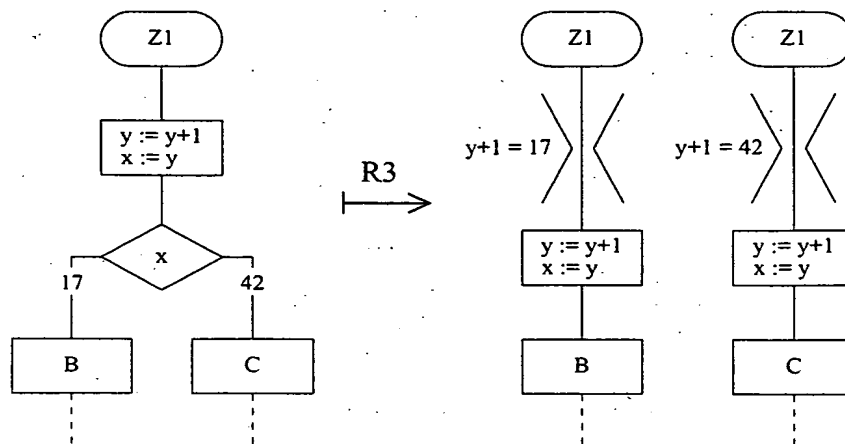 Z1
y := y+1
x := y
x
17
42
B
C
R3
Z1
y+1 = 17
y := y+1
x := y
B
Z1
y+1 = 42
y := y+1
x := y
C